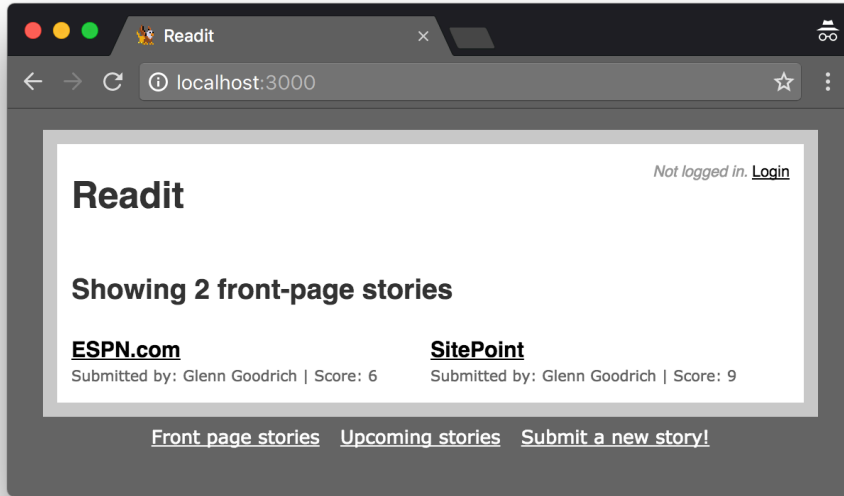 Readit
localhost:3000
Not logged in. Login
Readit
Showing 2 front-page stories
ESPN.com
Submitted by: Glenn Goodrich | Score: 6
SitePoint
Submitted by: Glenn Goodrich | Score: 9
Front page stories Upcoming stories Submit a new story!